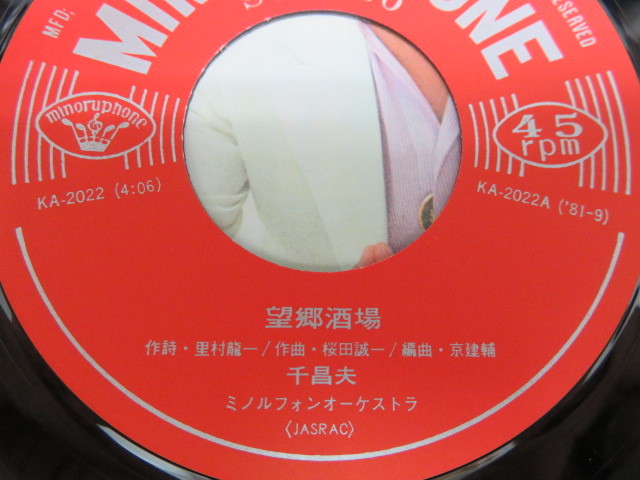 MFD;
RESERVED
minoruphone
45
rpm
KA-2022 (4:06)
KA-2022A ('81-9)
望郷酒場
作詩・里村龍一/作曲・桜田誠一/編曲・京建輔
千昌夫
ミノルフォンオーケストラ
〈JASRAC〉